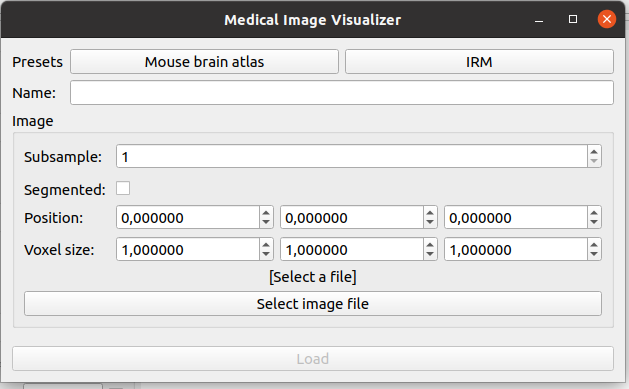 Medical Image Visualizer
Presets Mouse brain atlas IRM
Name:
Image
Subsample: 1
Segmented:
Position: 0,000000 0,000000 0,000000
Voxel size: 1,000000 1,000000 1,000000
[Select a file]
Select image file
Load